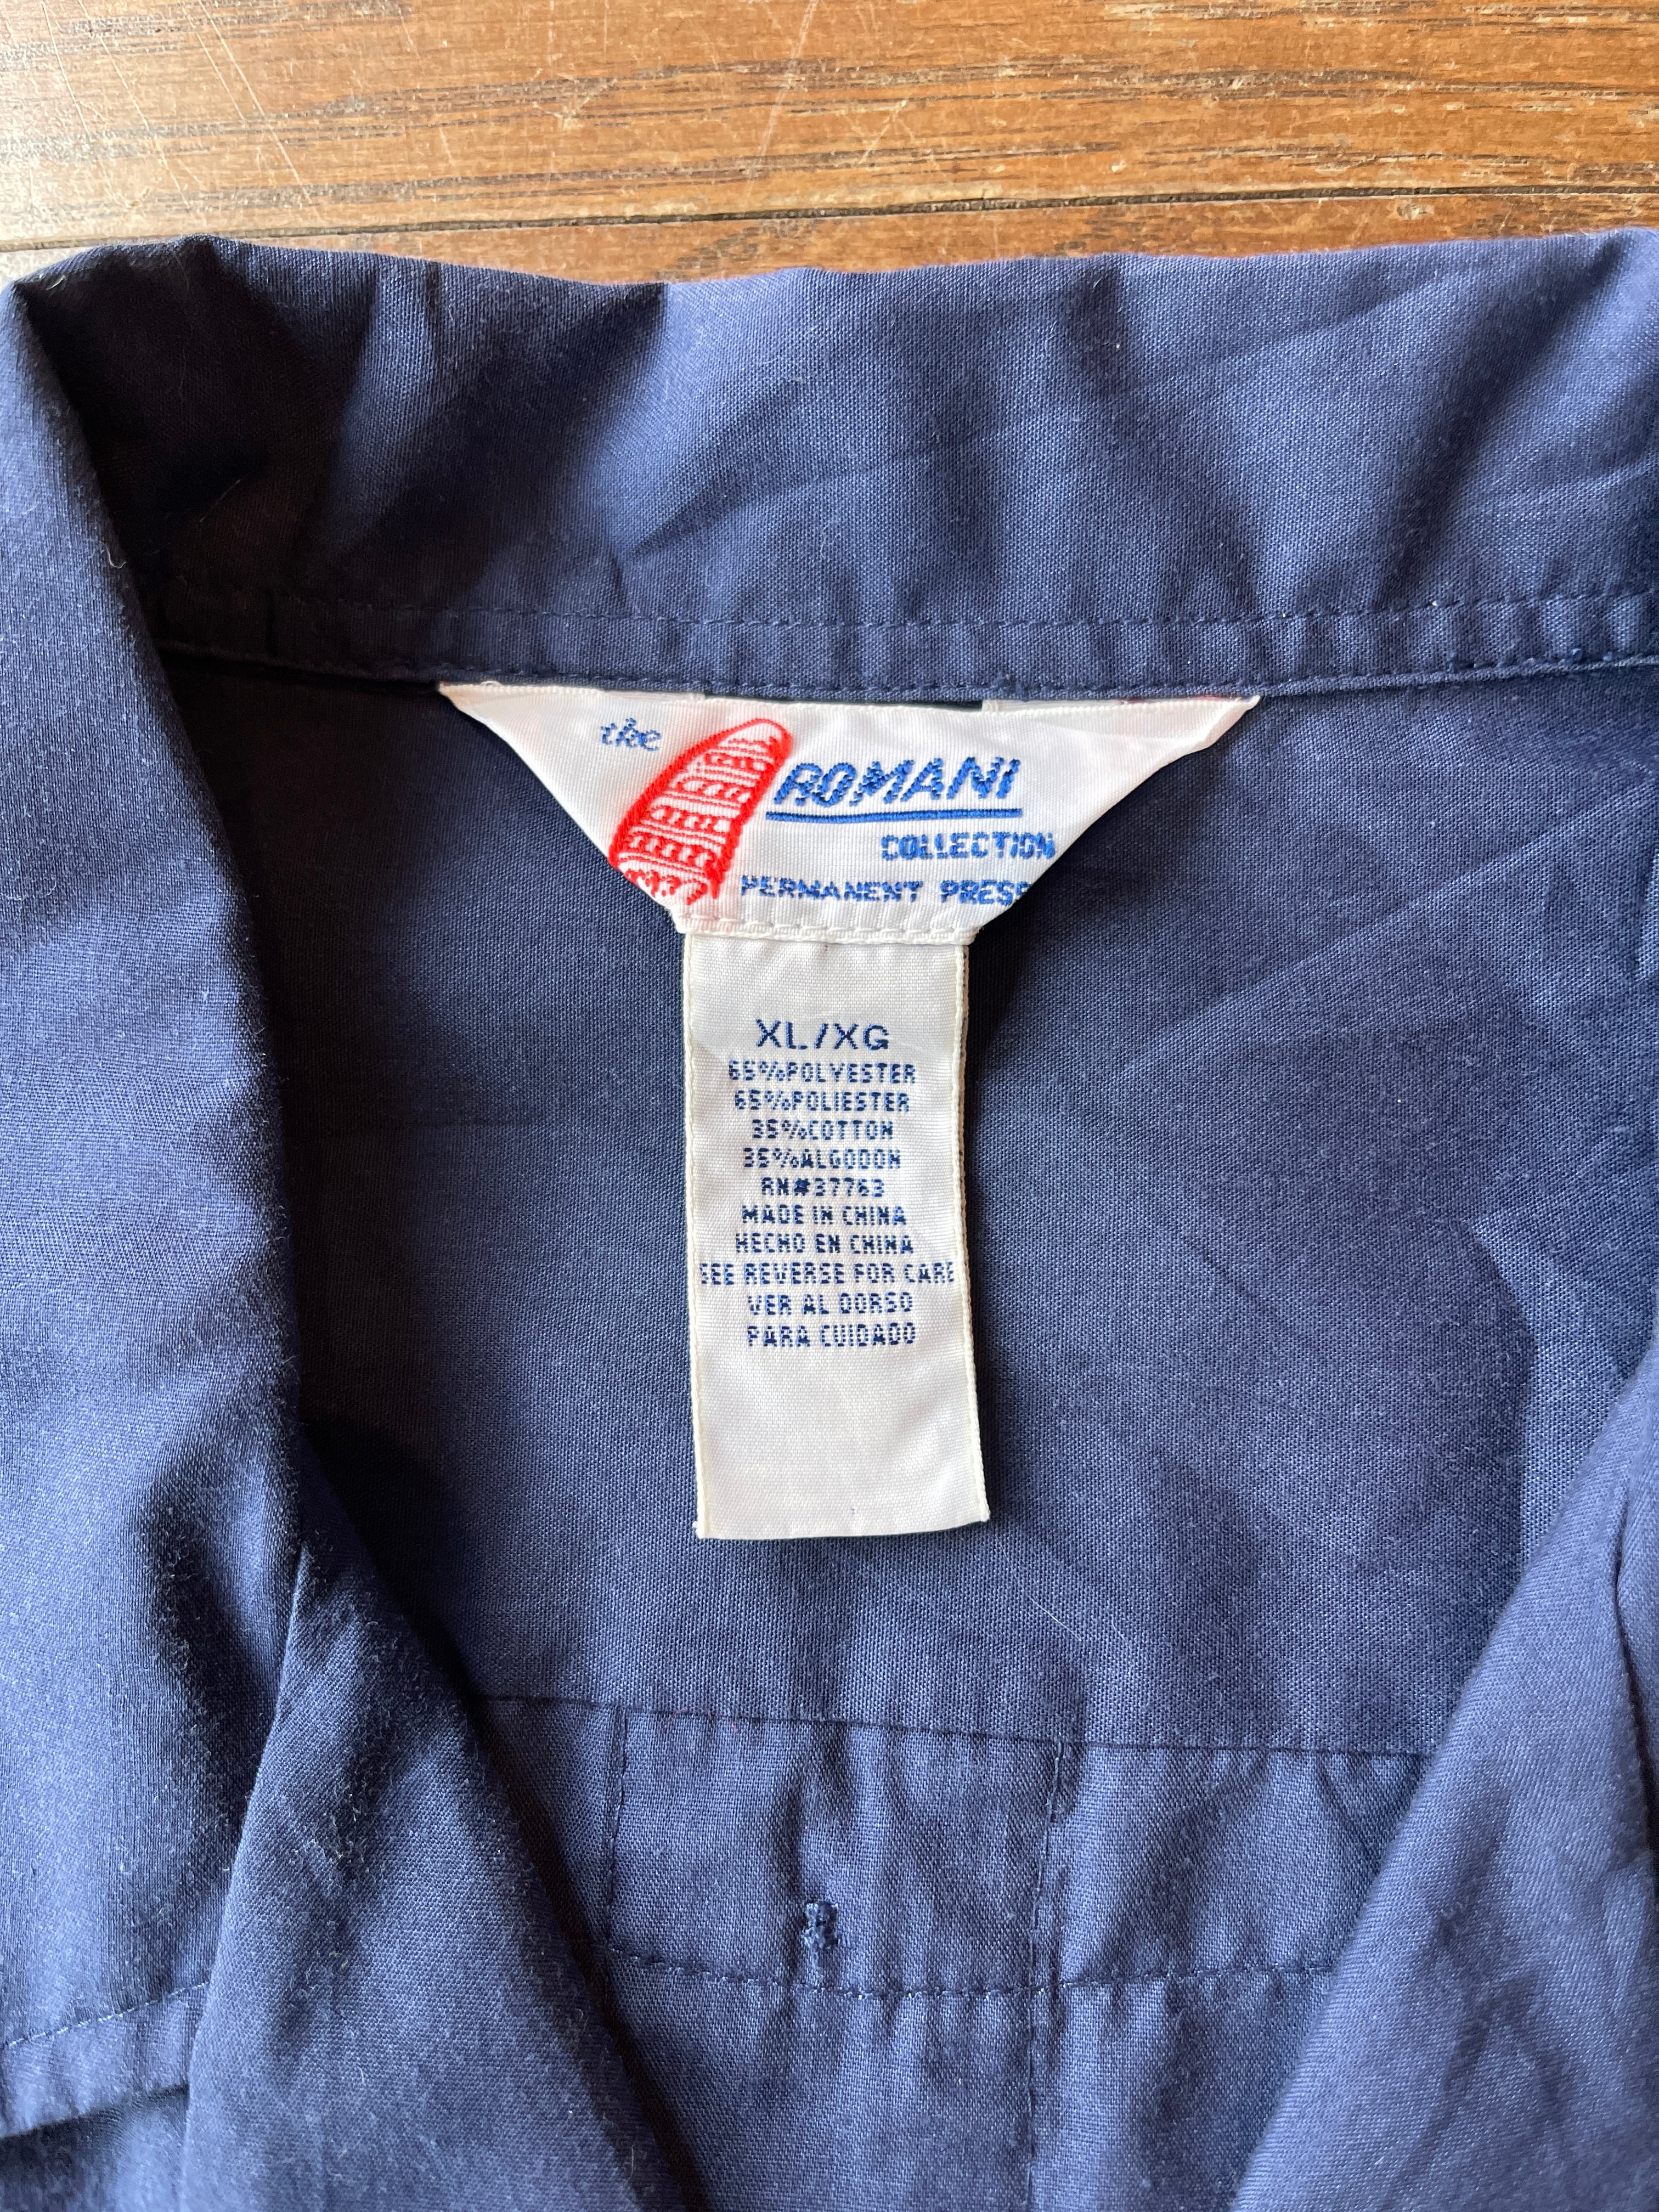 the
ROMANI
COLLECTION
PERMANENT PRESS
XL/XG
65%POLYESTER
65%POLIESTER
35%COTTON
35%ALGODON
RN#37763
MADE IN CHINA
HECHO EN CHINA
SEE REVERSE FOR CARE
VER AL DORSO
PARA CUIDADO